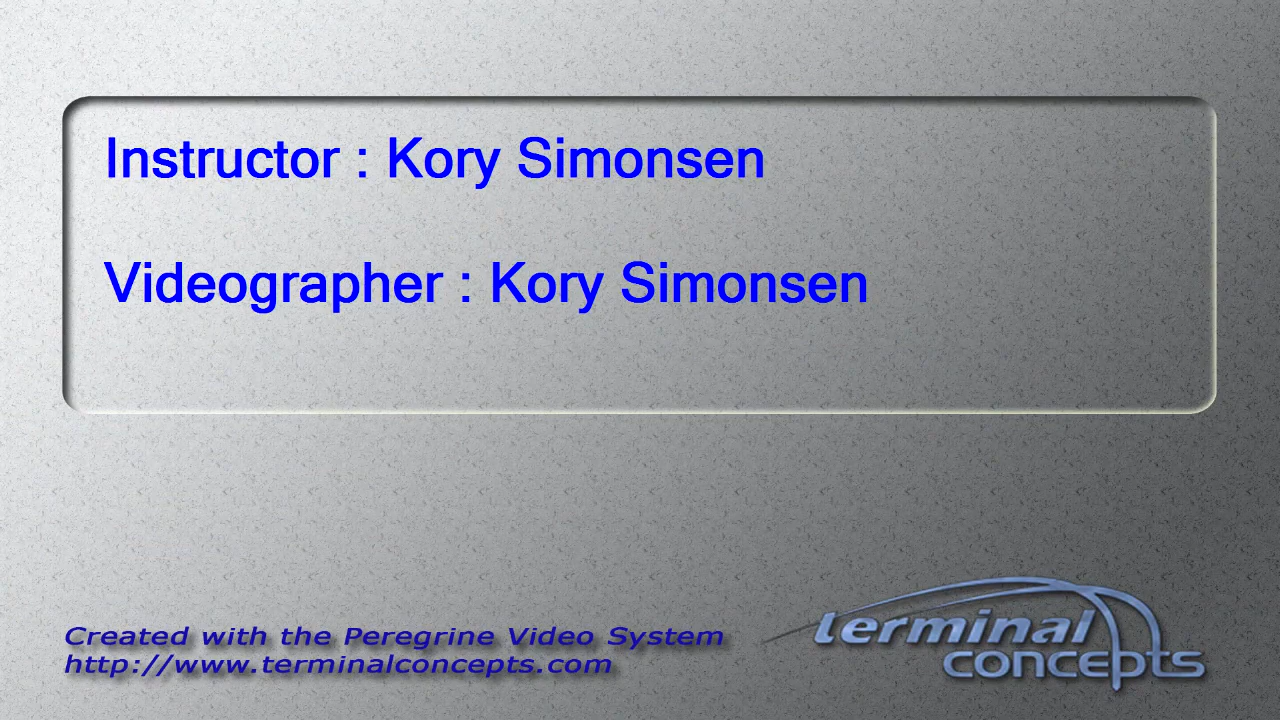 Instructor : Kory Simonsen
Videographer : Kory Simonsen
Created with the Peregrine Video System
http://www.terminalconcepts.com
terminal
concepts